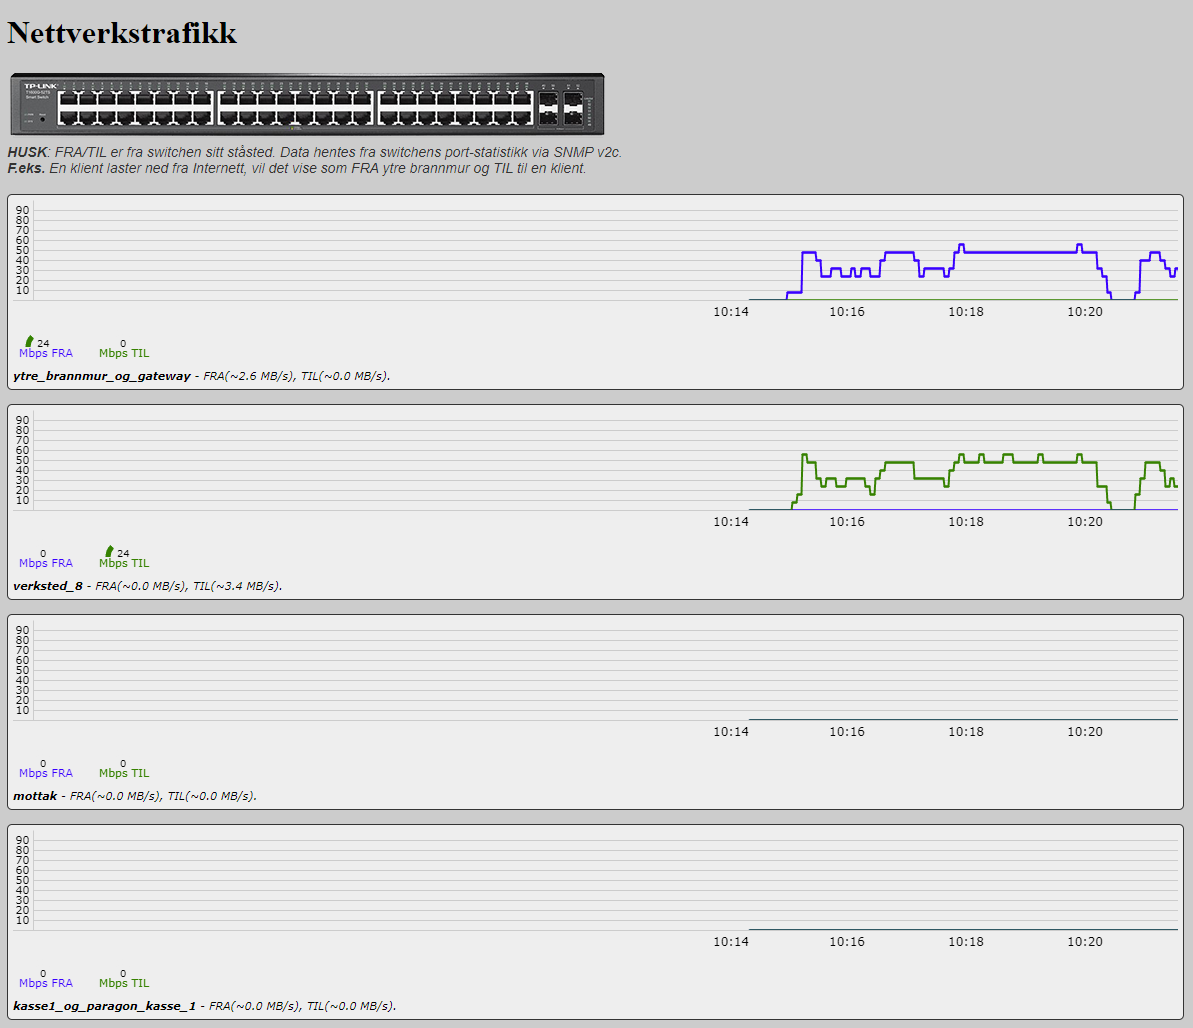 Nettverkstrafikk
TP-LINK
Smart Switch
HUSK: FRA/TIL er fra switchen sitt ståsted. Data hentes fra switchens port-statistikk via SNMP v2c.
F.eks. En klient laster ned fra Internett, vil det vise som FRA ytre brannmur og TIL til en klient.
90
80
70
60
50
40
30
20
10
10:14 10:16 10:18 10:20
24 0
Mbps FRA Mbps TIL
ytre_brannmur_og_gateway - FRA(~2.6 MB/s), TIL(~0.0 MB/s).
90
80
70
60
50
40
30
20
10
10:14 10:16 10:18 10:20
0 24
Mbps FRA Mbps TIL
verksted_8 - FRA(~0.0 MB/s), TIL(~3.4 MB/s).
90
80
70
60
50
40
30
20
10
10:14 10:16 10:18 10:20
0 0
Mbps FRA Mbps TIL
mottak - FRA(~0.0 MB/s), TIL(~0.0 MB/s).
90
80
70
60
50
40
30
20
10
10:14 10:16 10:18 10:20
0 0
Mbps FRA Mbps TIL
kasse1_og_paragon_kasse_1 - FRA(~0.0 MB/s), TIL(~0.0 MB/s).